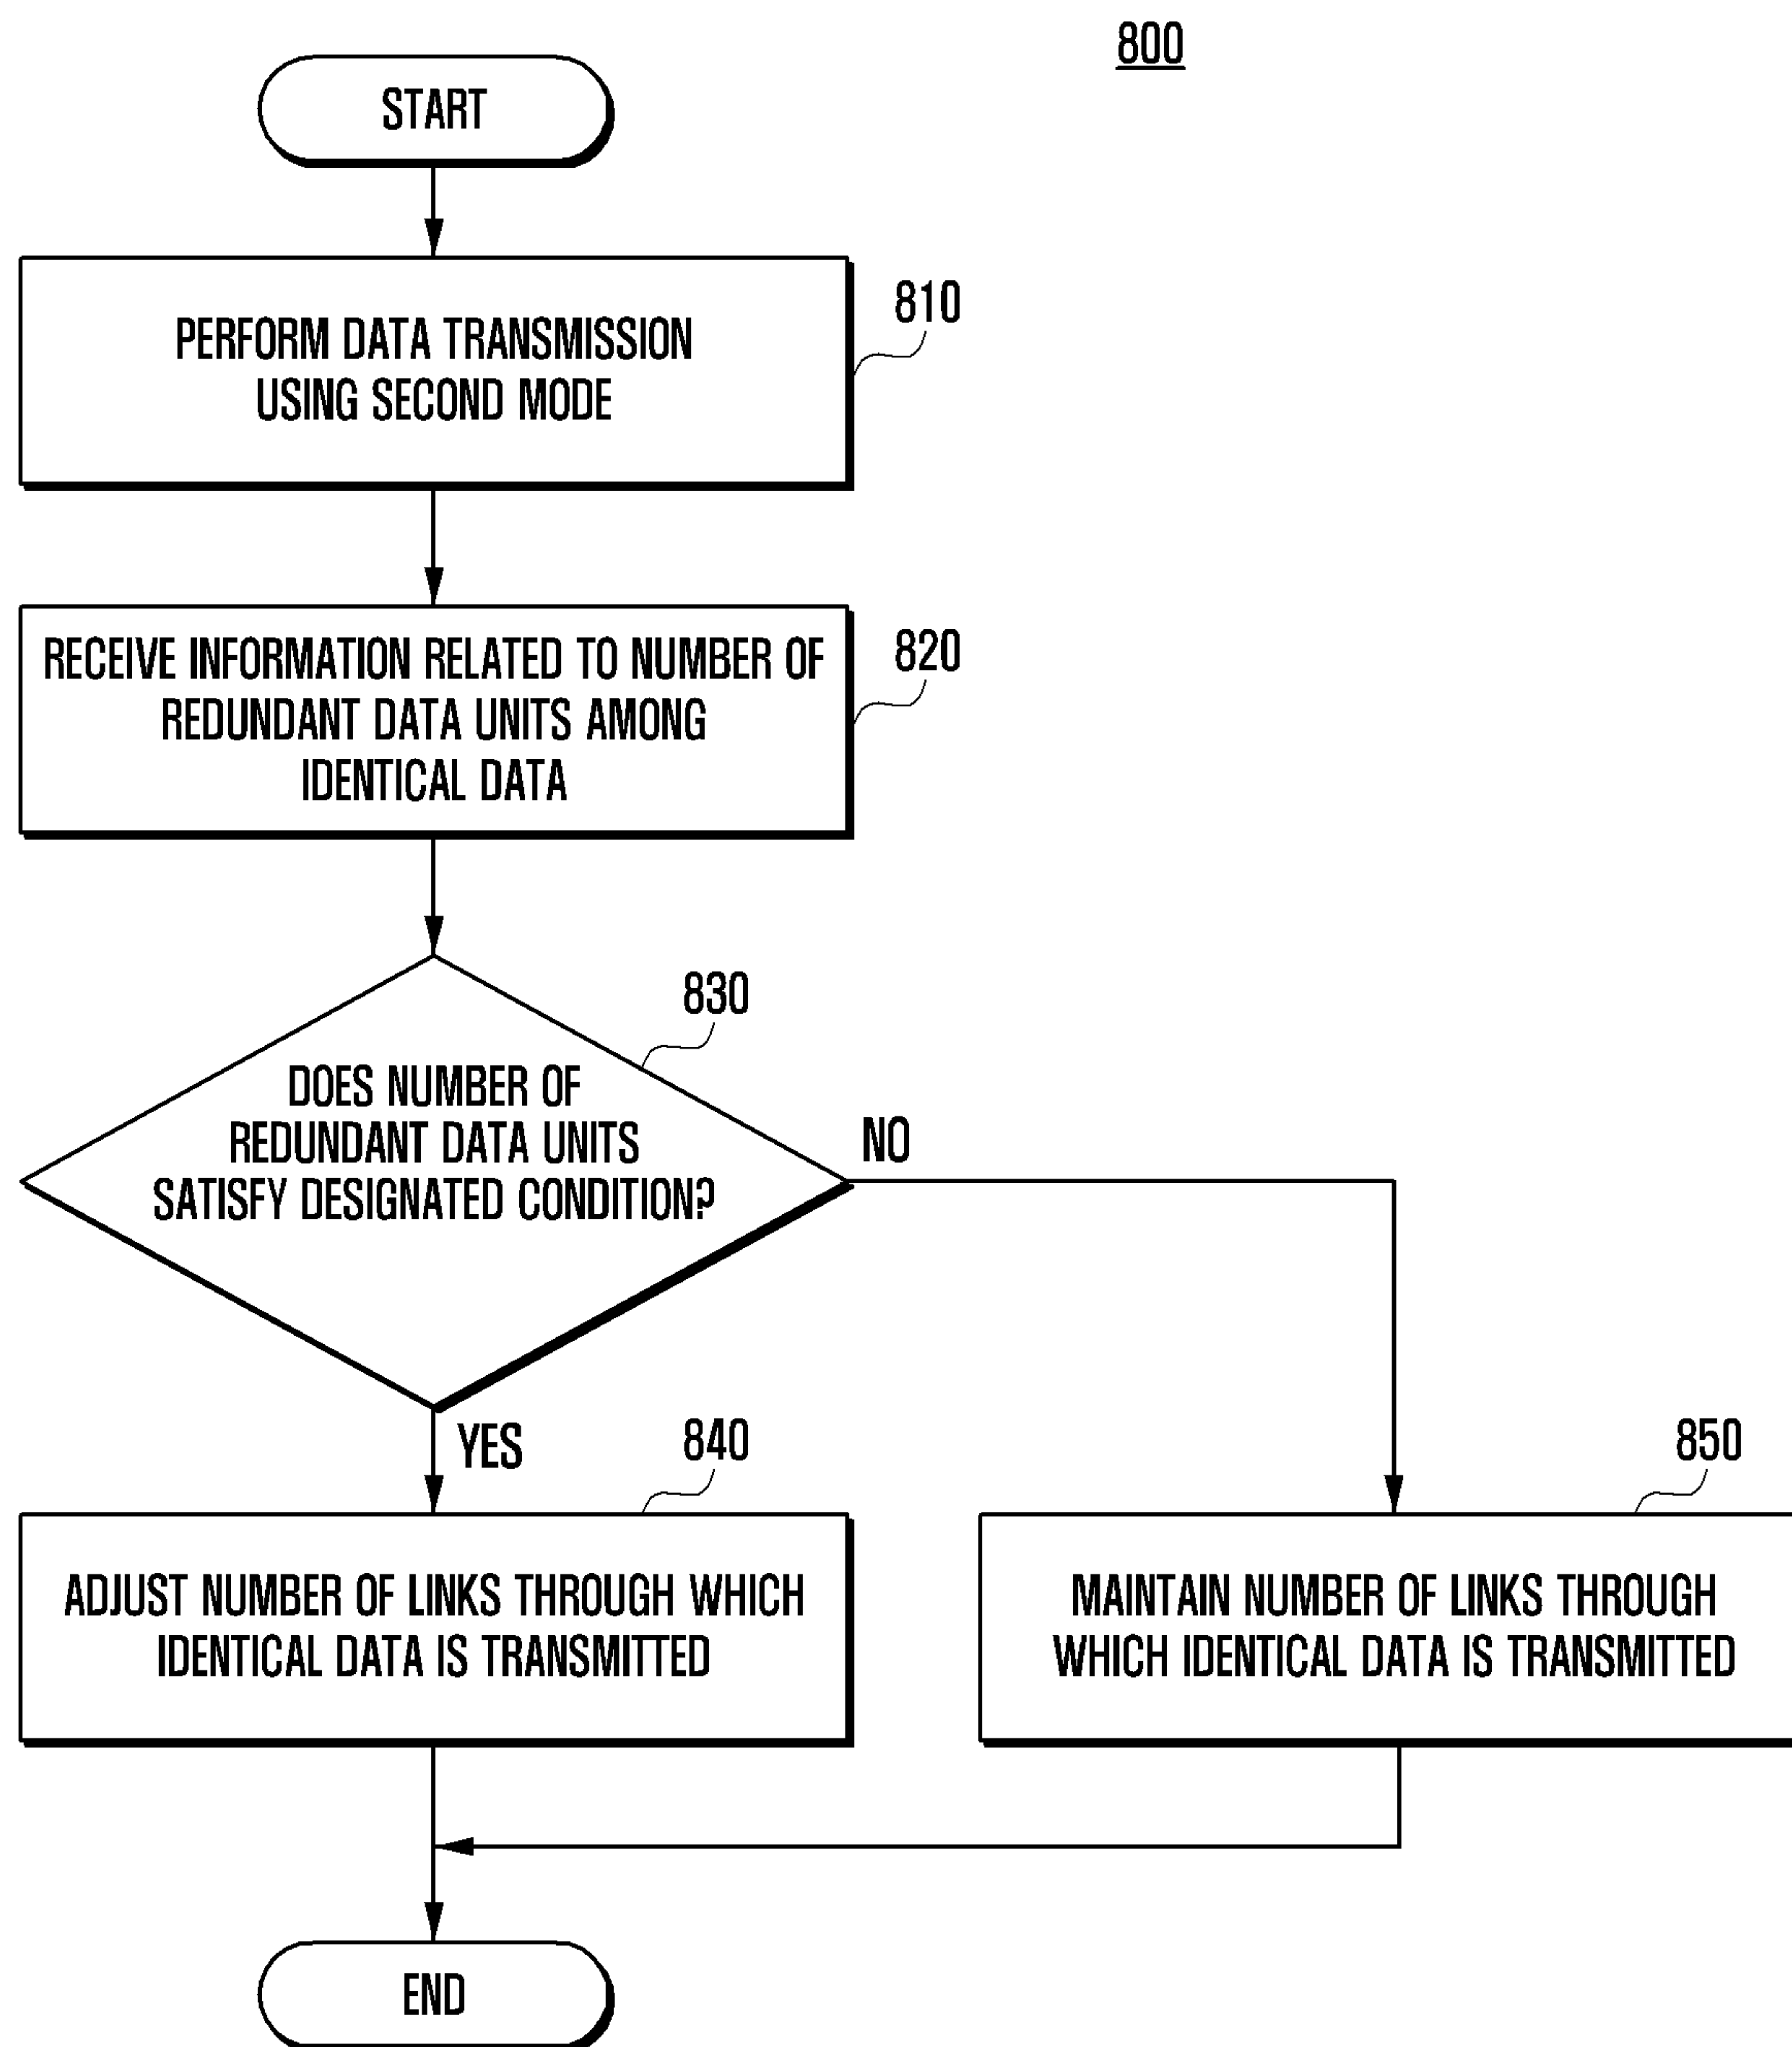 800
START
PERFORM DATA TRANSMISSION
USING SECOND MODE
810
RECEIVE INFORMATION RELATED TO NUMBER OF
REDUNDANT DATA UNITS AMONG
IDENTICAL DATA
820
830
DOES NUMBER OF
REDUNDANT DATA UNITS
SATISFY DESIGNATED CONDITION?
NO
YES
840
850
ADJUST NUMBER OF LINKS THROUGH WHICH
IDENTICAL DATA IS TRANSMITTED
MAINTAIN NUMBER OF LINKS THROUGH
WHICH IDENTICAL DATA IS TRANSMITTED
END